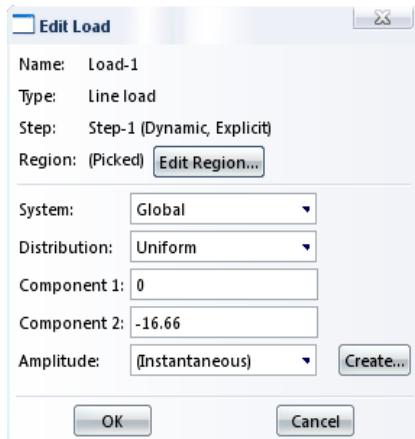 Edit Load
Name: Load-1
Type: Line load
Step: Step-1 (Dynamic, Explicit)
Region: (Picked) Edit Region...
System: Global
Distribution: Uniform
Component 1: 0
Component 2: -16.66
Amplitude: (Instantaneous) Create...
OK Cancel